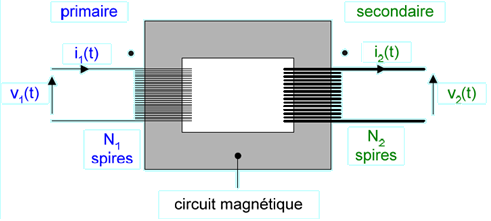 primaire
secondaire
i1(t)
i2(t)
v1(t)
v2(t)
N1
spires
N2
spires
circuit magnétique